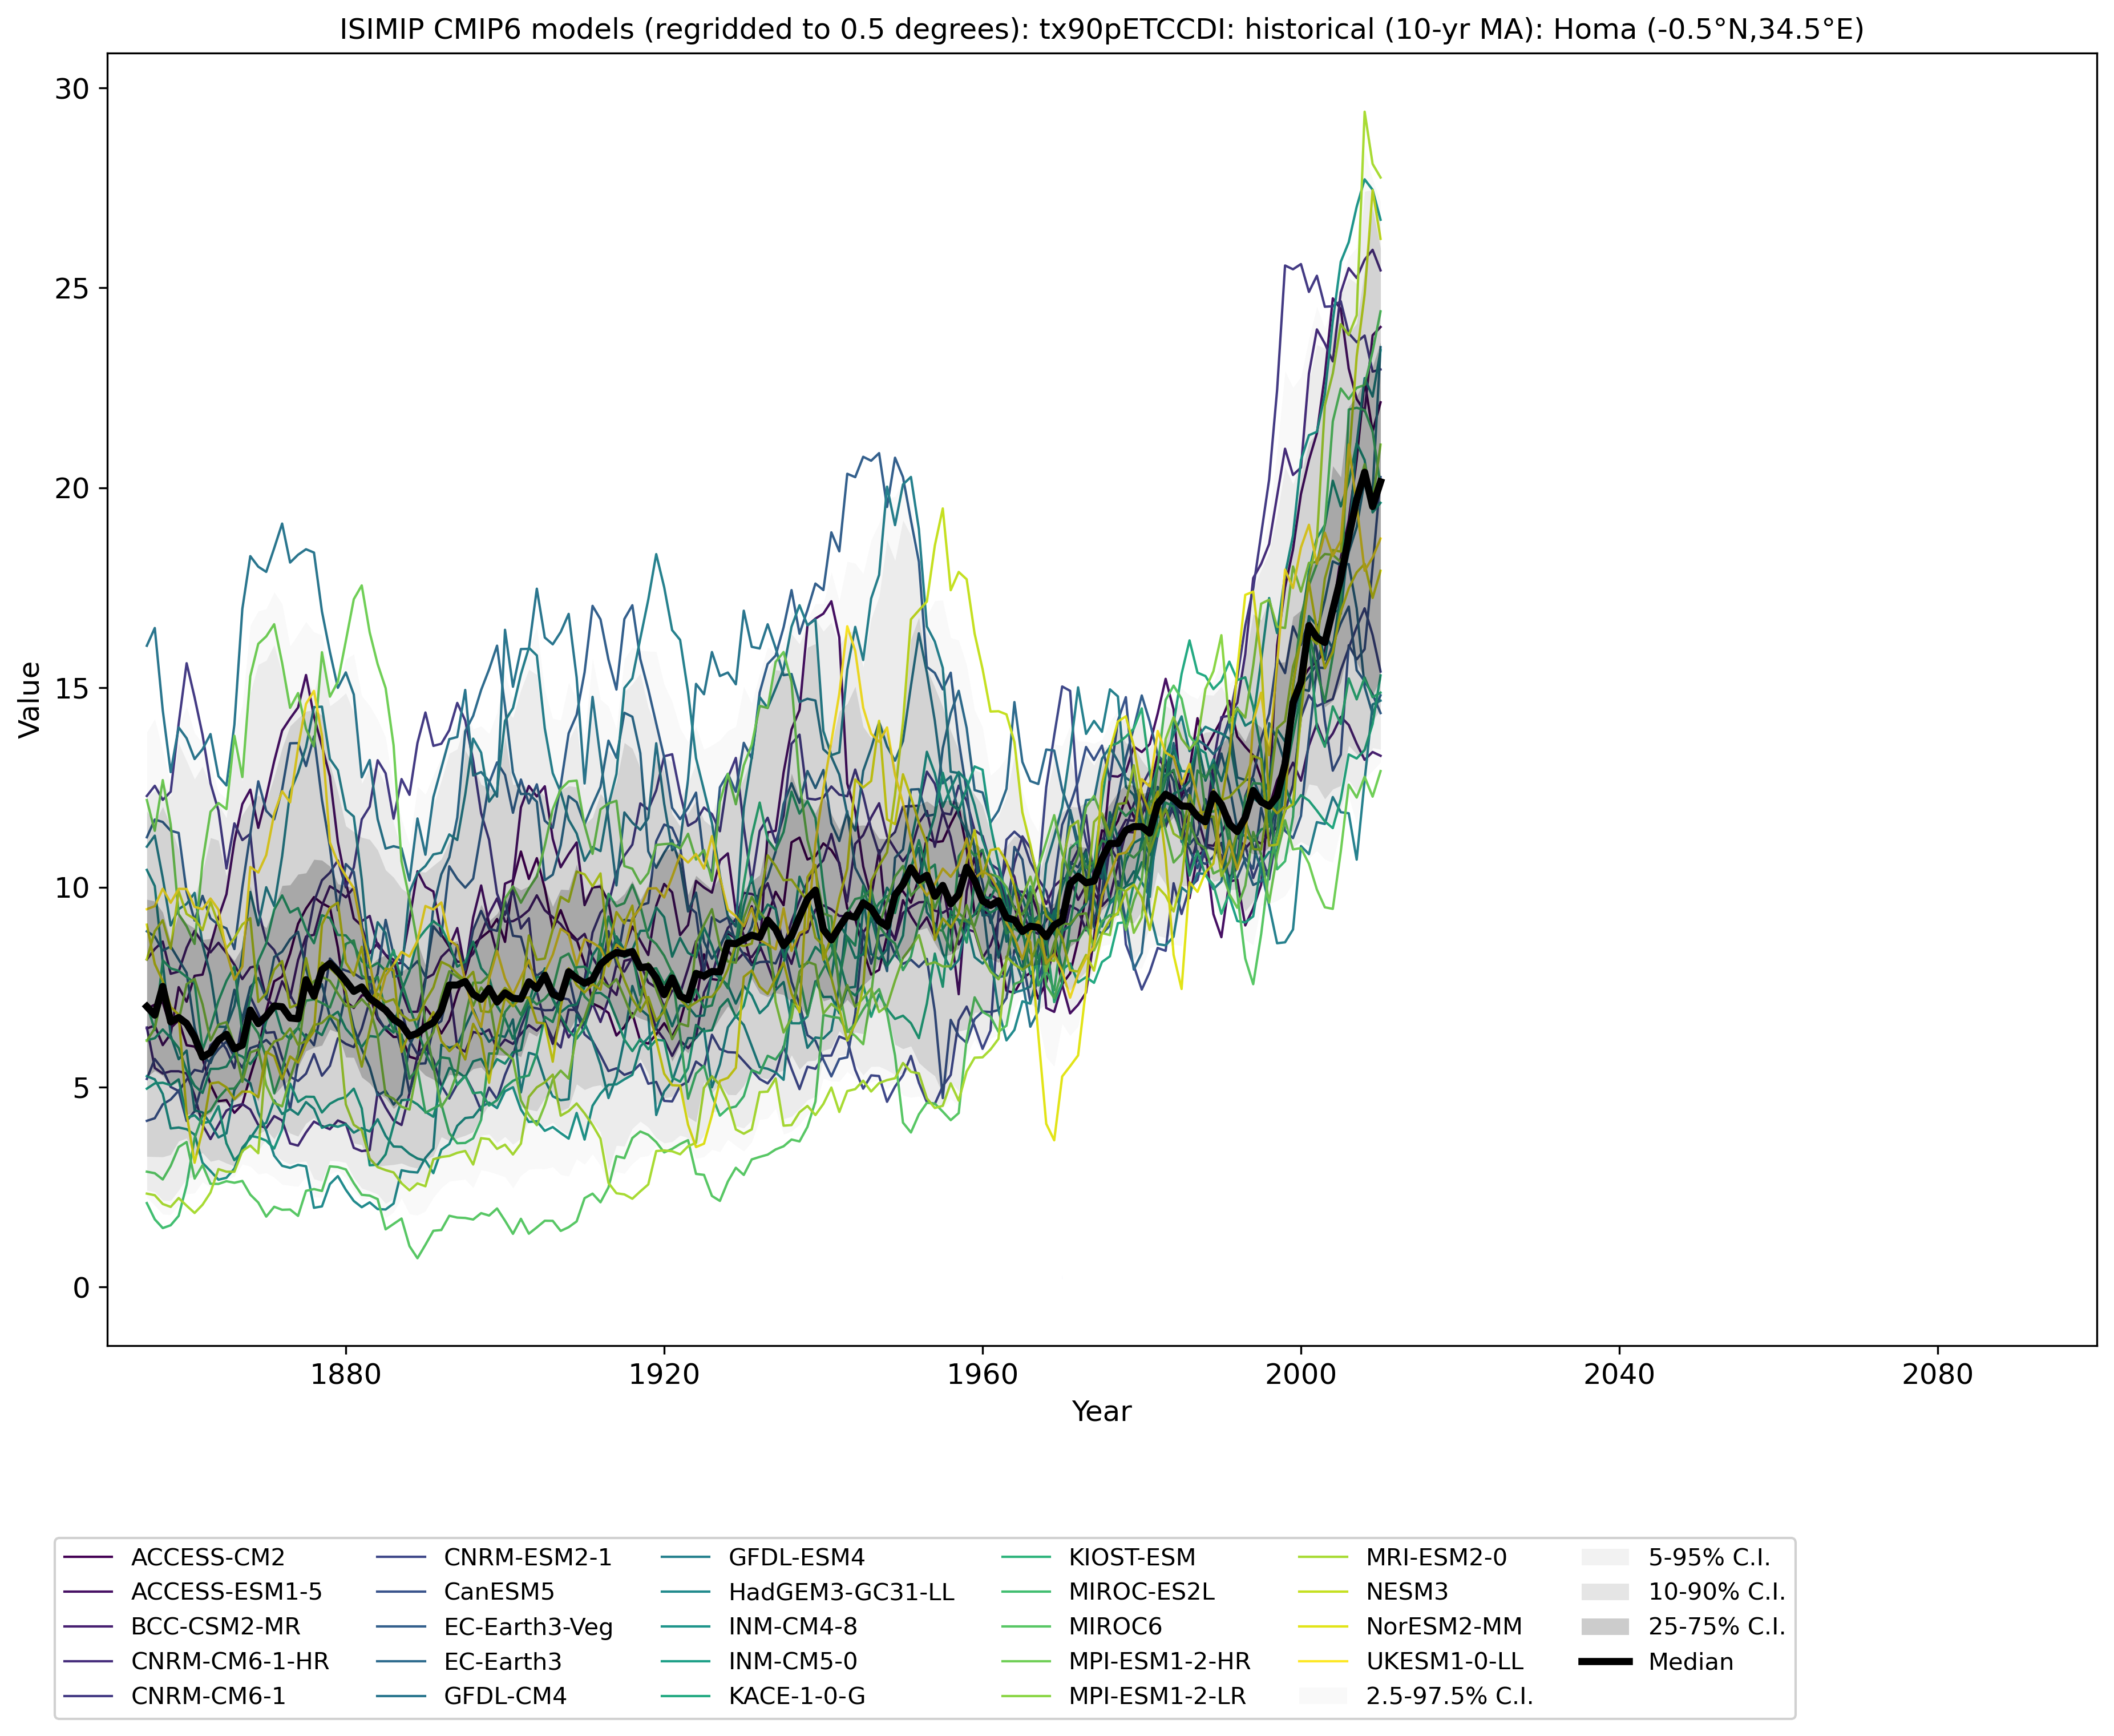 ISIMIP CMIP6 models (regridded to 0.5 degrees): tx90pETCCDI: historical (10-yr MA): Homa (-0.5°N,34.5°E)
30
25
20
15
10
5
0
Value
1880 1920 1960 2000 2040 2080
Year
ACCESS-CM2
ACCESS-ESM1-5
BCC-CSM2-MR
CNRM-CM6-1-HR
CNRM-CM6-1
CNRM-ESM2-1
CanESM5
EC-Earth3-Veg
EC-Earth3
GFDL-CM4
GFDL-ESM4
HadGEM3-GC31-LL
INM-CM4-8
INM-CM5-0
KACE-1-0-G
KIOST-ESM
MIROC-ES2L
MIROC6
MPI-ESM1-2-HR
MPI-ESM1-2-LR
MRI-ESM2-0
NESM3
NorESM2-MM
UKESM1-0-LL
2.5-97.5% C.I.
5-95% C.I.
10-90% C.I.
25-75% C.I.
Median